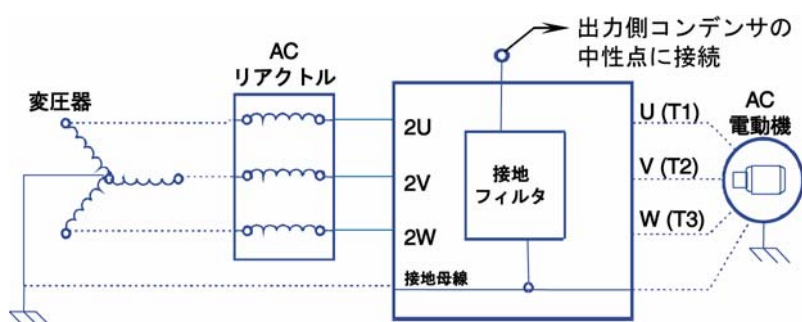 出力側コンデンサの
中性点に接続
AC
リアクトル
変圧器
2U
2V
2W
接地
フィルタ
接地母線
U (T1)
V (T2)
W (T3)
AC
電動機